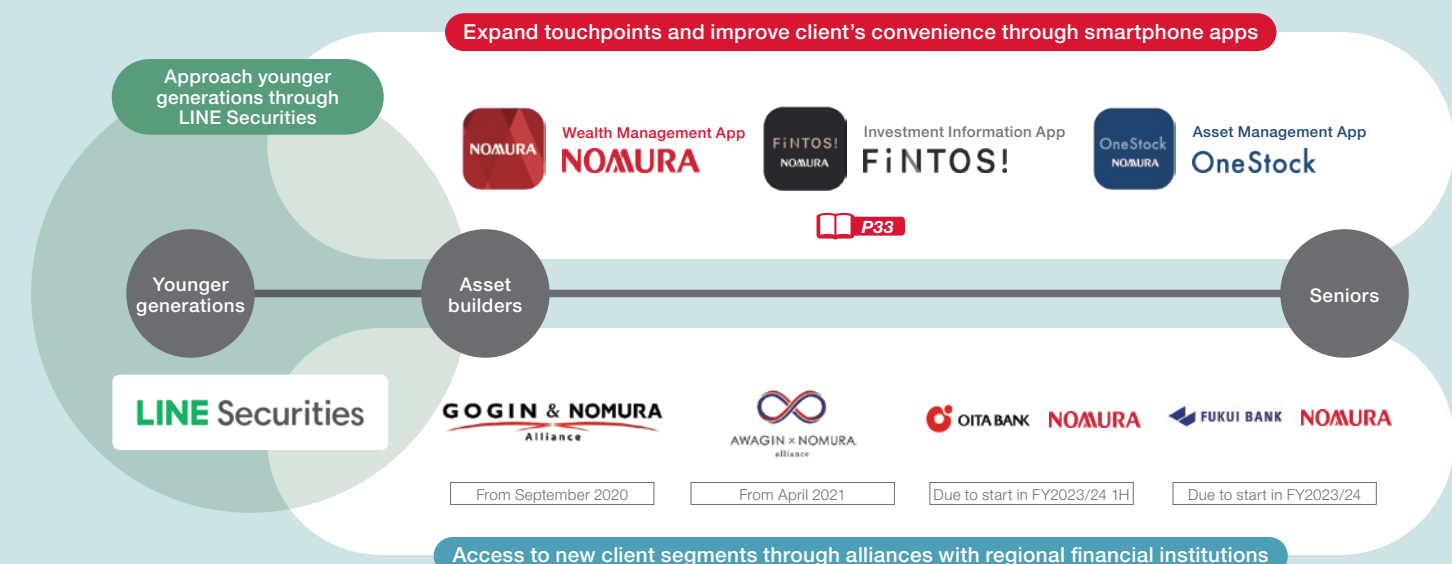 Expand touchpoints and improve client's convenience through smartphone apps
Approach younger
generations through
LINE Securities
NOMURA
Wealth Management App
NOMURA
FiNTOS!
NOMURA
Investment Information App
FiNTOS!
OneStock
NOMURA
Asset Management App
OneStock
P33
Younger
generations
Asset
builders
Seniors
LINE Securities
GOGIN & NOMURA
Alliance
AWAGIN × NOMURA.
alliance
OITA BANK NOMURA
FUKUI BANK NOMURA
From September 2020
From April 2021
Due to start in FY2023/24 1H
Due to start in FY2023/24
Access to new client segments through alliances with regional financial institutions